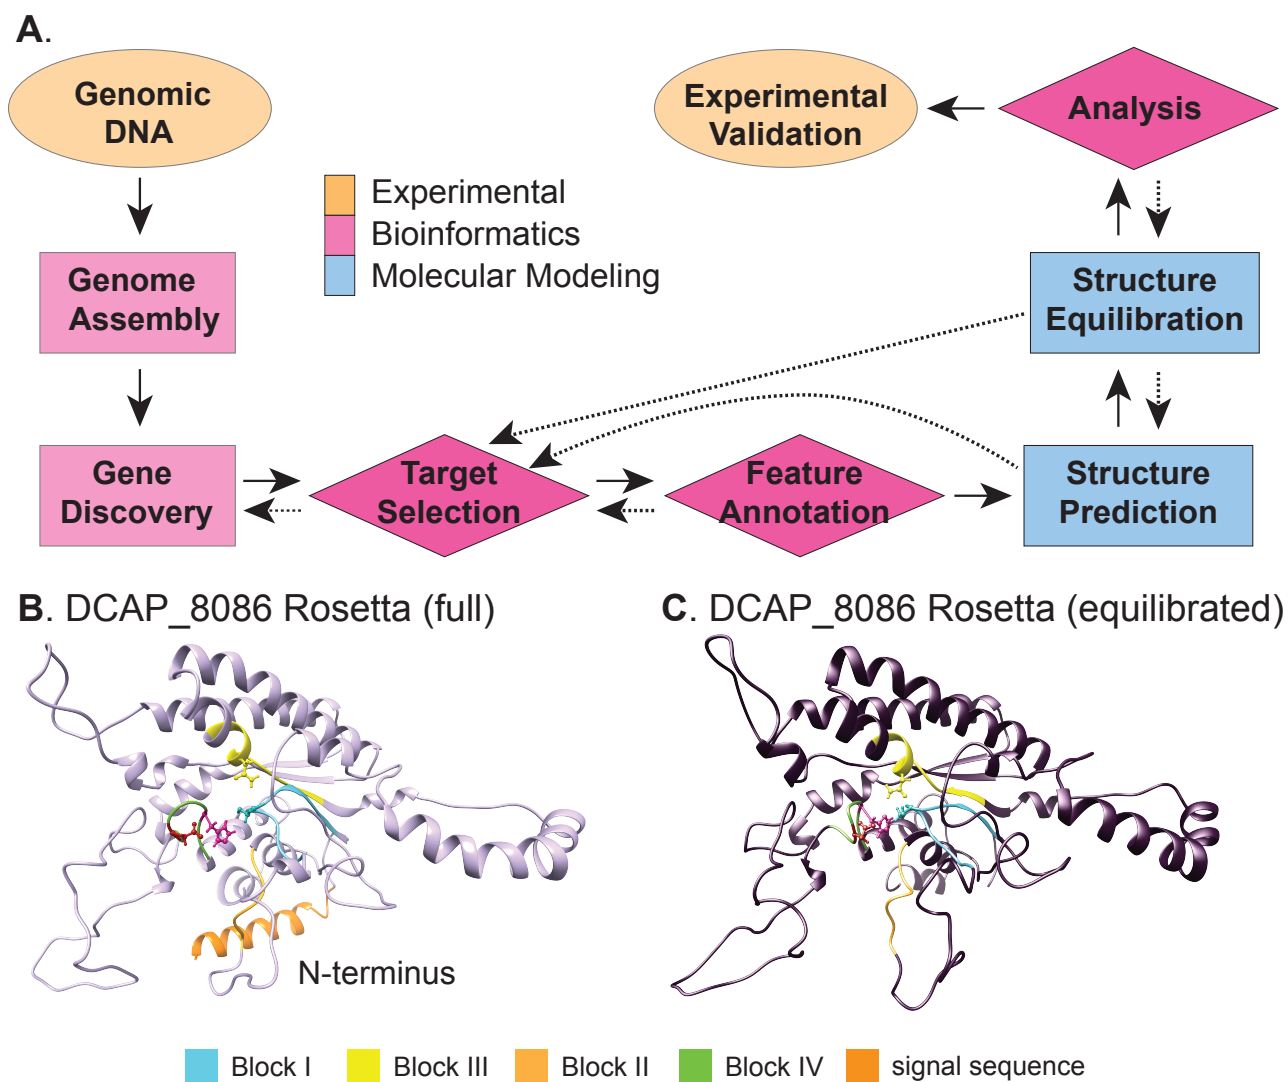 A.
Genomic
DNA
Experimental
Validation
Analysis
Experimental
Bioinformatics
Molecular Modeling
Genome
Assembly
Structure
Equilibration
Gene
Discovery
Target
Selection
Feature
Annotation
Structure
Prediction
B. DCAP_8086 Rosetta (full)
C. DCAP_8086 Rosetta (equilibrated)
N-terminus
Block I
Block III
Block II
Block IV
signal sequence